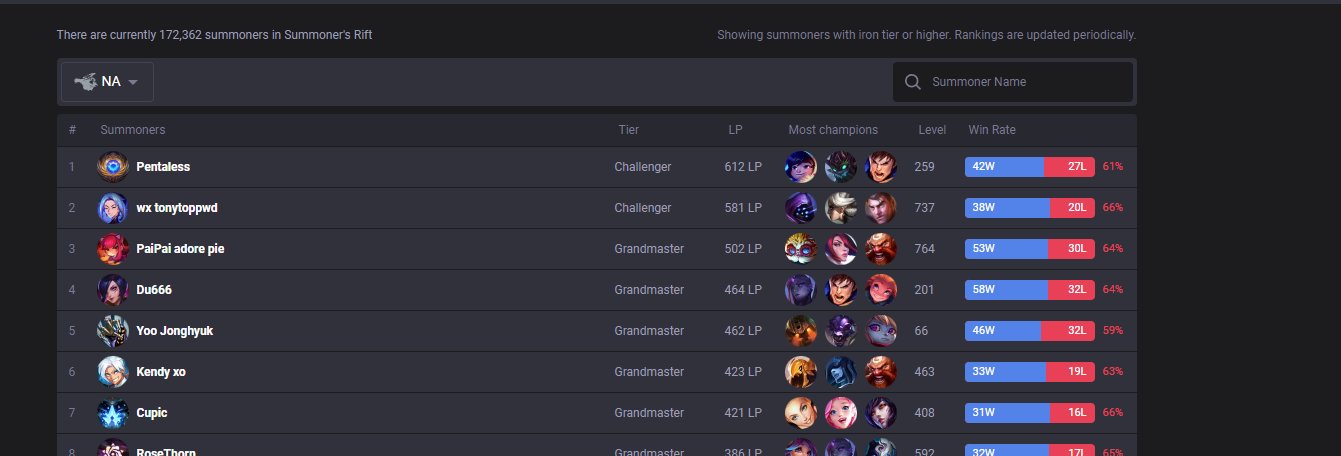 There are currently 172,362 summoners in Summoner's Rift
Showing summoners with iron tier or higher. Rankings are updated periodically.
NA
Summoner Name
# Summoners Tier LP Most champions Level Win Rate
1 Pentaless Challenger 612 LP 259 42W 27L 61%
2 wx tonytoppwd Challenger 581 LP 737 38W 20L 66%
3 PaiPai adore pie Grandmaster 502 LP 764 53W 30L 64%
4 Du666 Grandmaster 464 LP 201 58W 32L 64%
5 Yoo Jonghyuk Grandmaster 462 LP 66 46W 32L 59%
6 Kendy xo Grandmaster 423 LP 463 33W 19L 63%
7 Cupic Grandmaster 421 LP 408 31W 16L 66%
8 RoseThorn Grandmaster 386 LP 592 32W 17L 65%